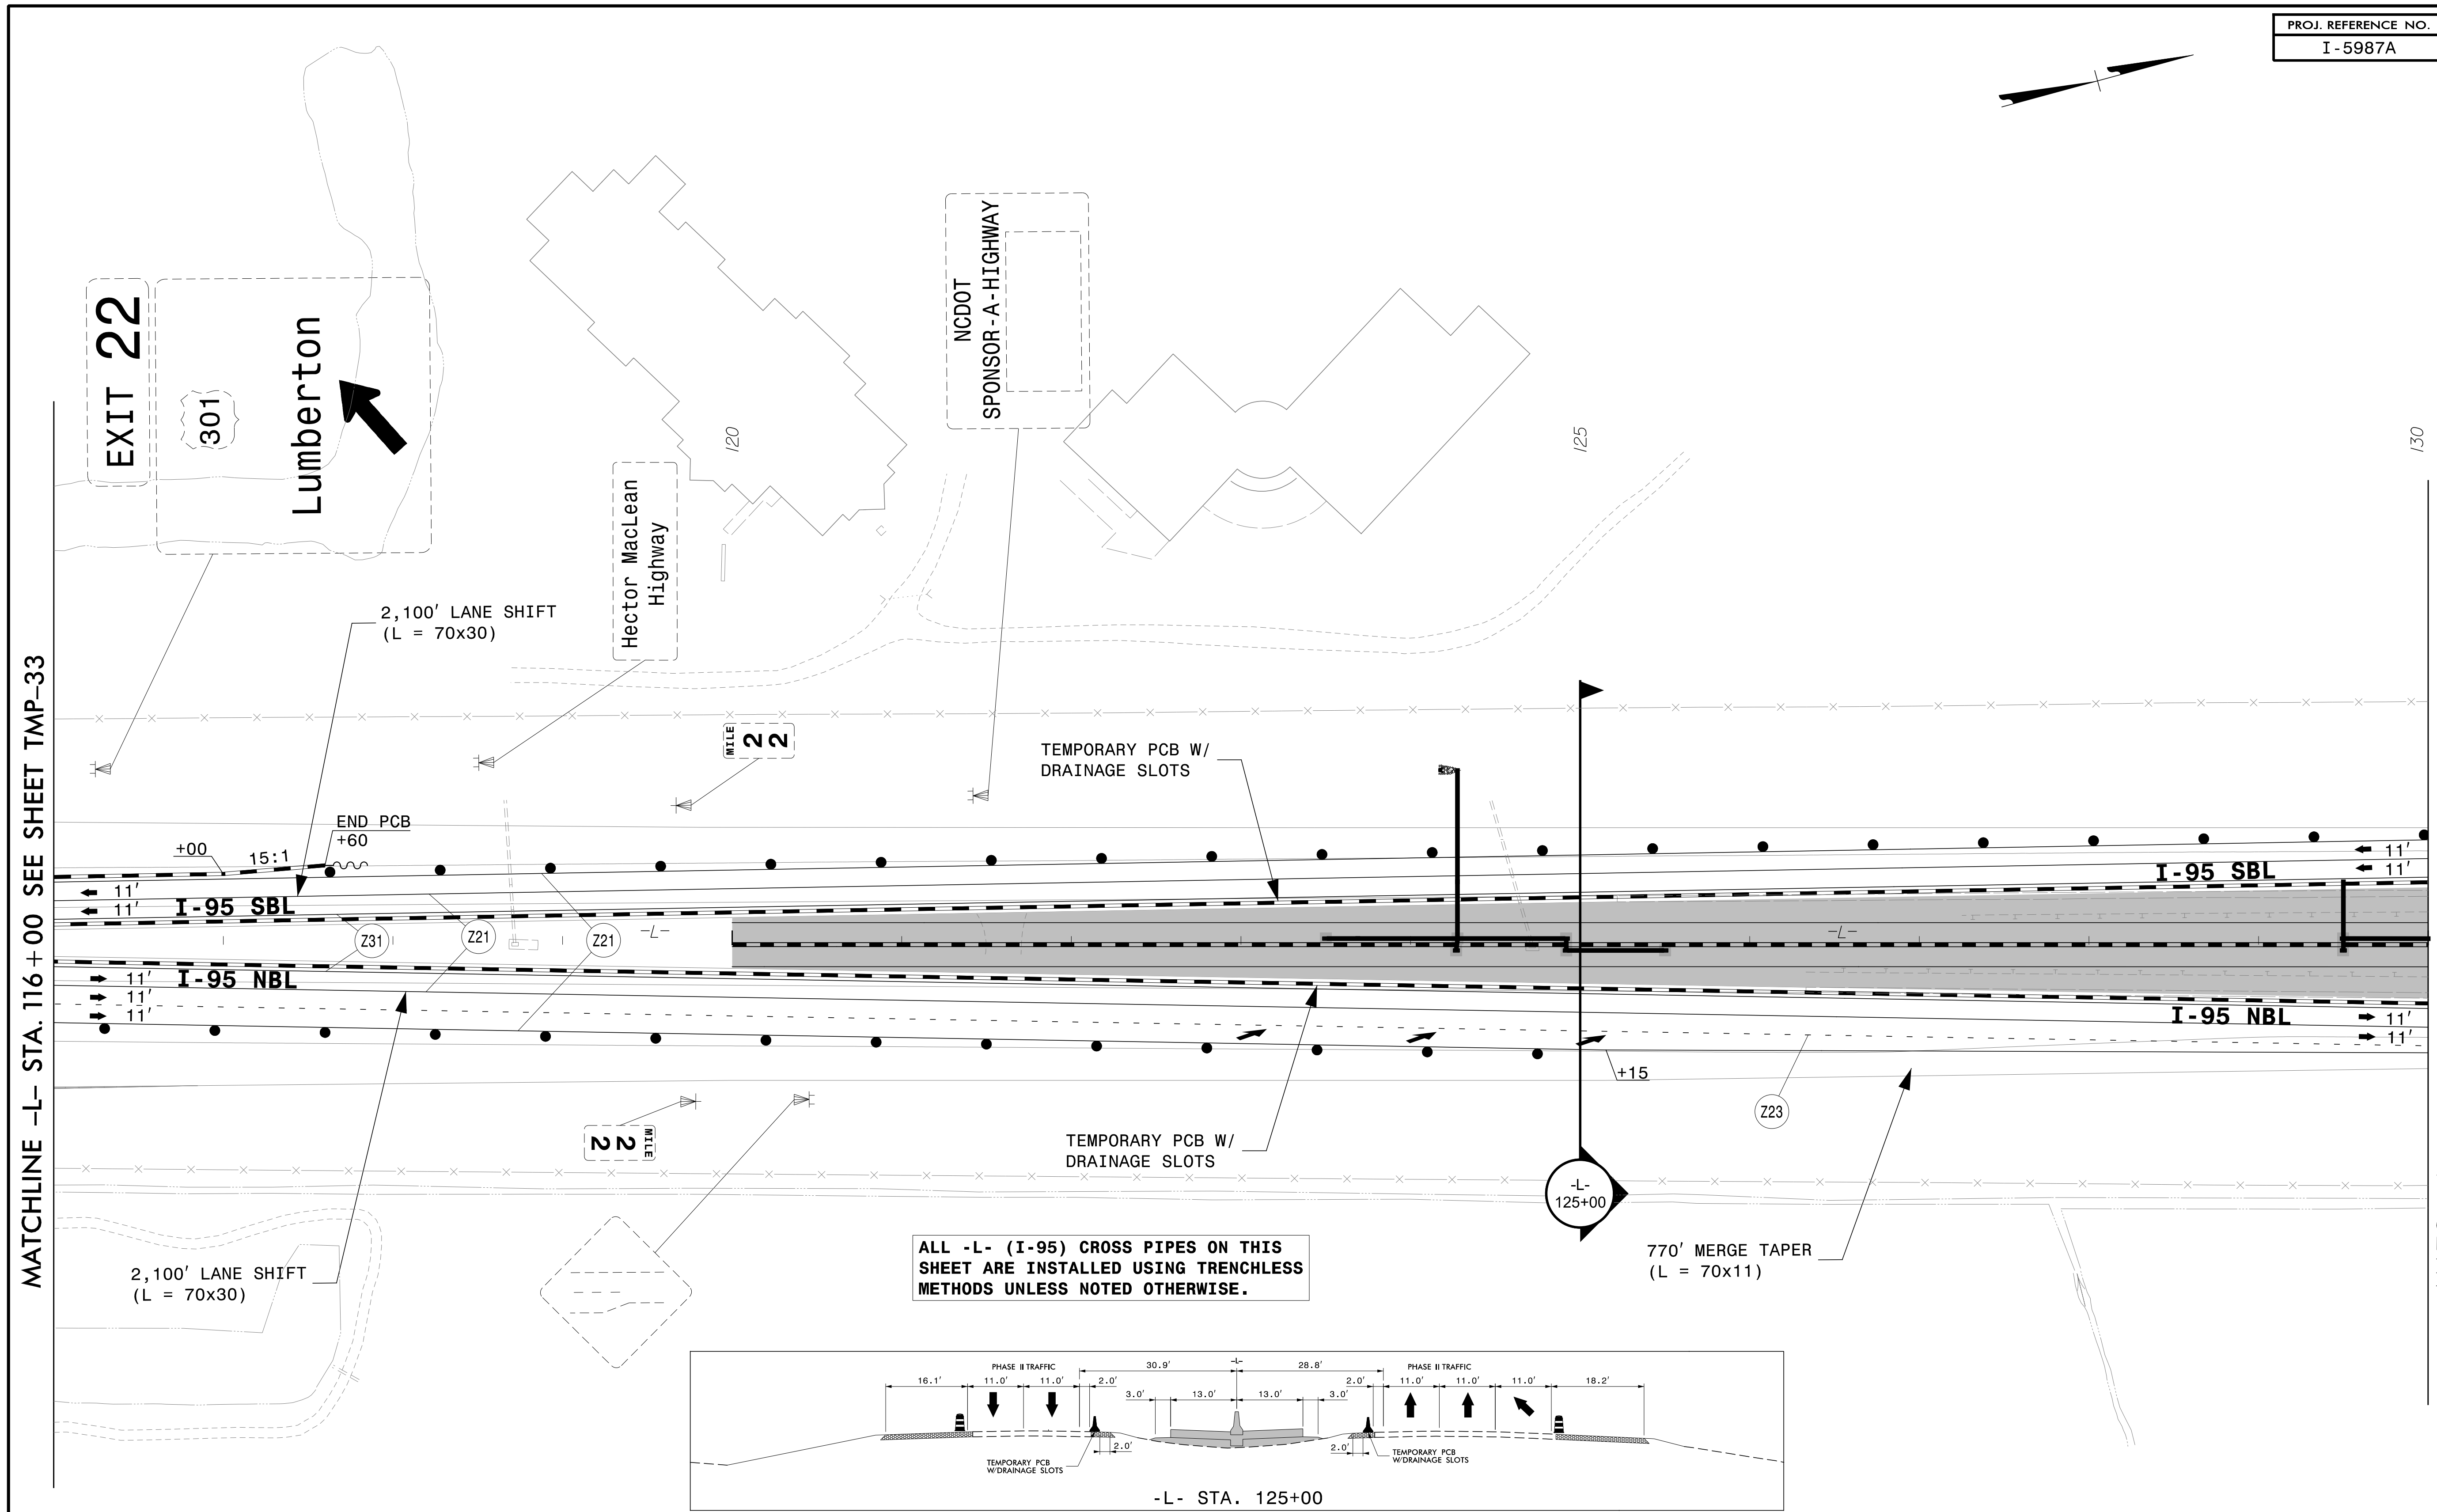 PROJ. REFERENCE NO.
I-5987A
EXIT 22
301
Lumberton
NCDOT
SPONSOR-A-HIGHWAY
120
125
130
Hector MacLean
Highway
2,100' LANE SHIFT
(L = 70x30)
MATCHLINE -L- STA. 116+00 SEE SHEET TMP-33
MILE
22
TEMPORARY PCB W/
DRAINAGE SLOTS
END PCB
+60
+00
15:1
11'
11'
I-95 SBL
I-95 SBL
11'
11'
Z31
Z21
Z21
-L-
-L-
11'
11'
11'
I-95 NBL
I-95 NBL
11'
11'
+15
Z23
MILE
22
TEMPORARY PCB W/
DRAINAGE SLOTS
-L-
125+00
2,100' LANE SHIFT
(L = 70x30)
ALL -L- (I-95) CROSS PIPES ON THIS
SHEET ARE INSTALLED USING TRENCHLESS
METHODS UNLESS NOTED OTHERWISE.
770' MERGE TAPER
(L = 70x11)
PHASE II TRAFFIC
30.9'
-L-
28.8'
PHASE II TRAFFIC
16.1'
11.0'
11.0'
2.0'
3.0'
13.0'
13.0'
3.0'
2.0'
11.0'
11.0'
11.0'
18.2'
2.0'
2.0'
TEMPORARY PCB
W/DRAINAGE SLOTS
TEMPORARY PCB
W/DRAINAGE SLOTS
-L- STA. 125+00